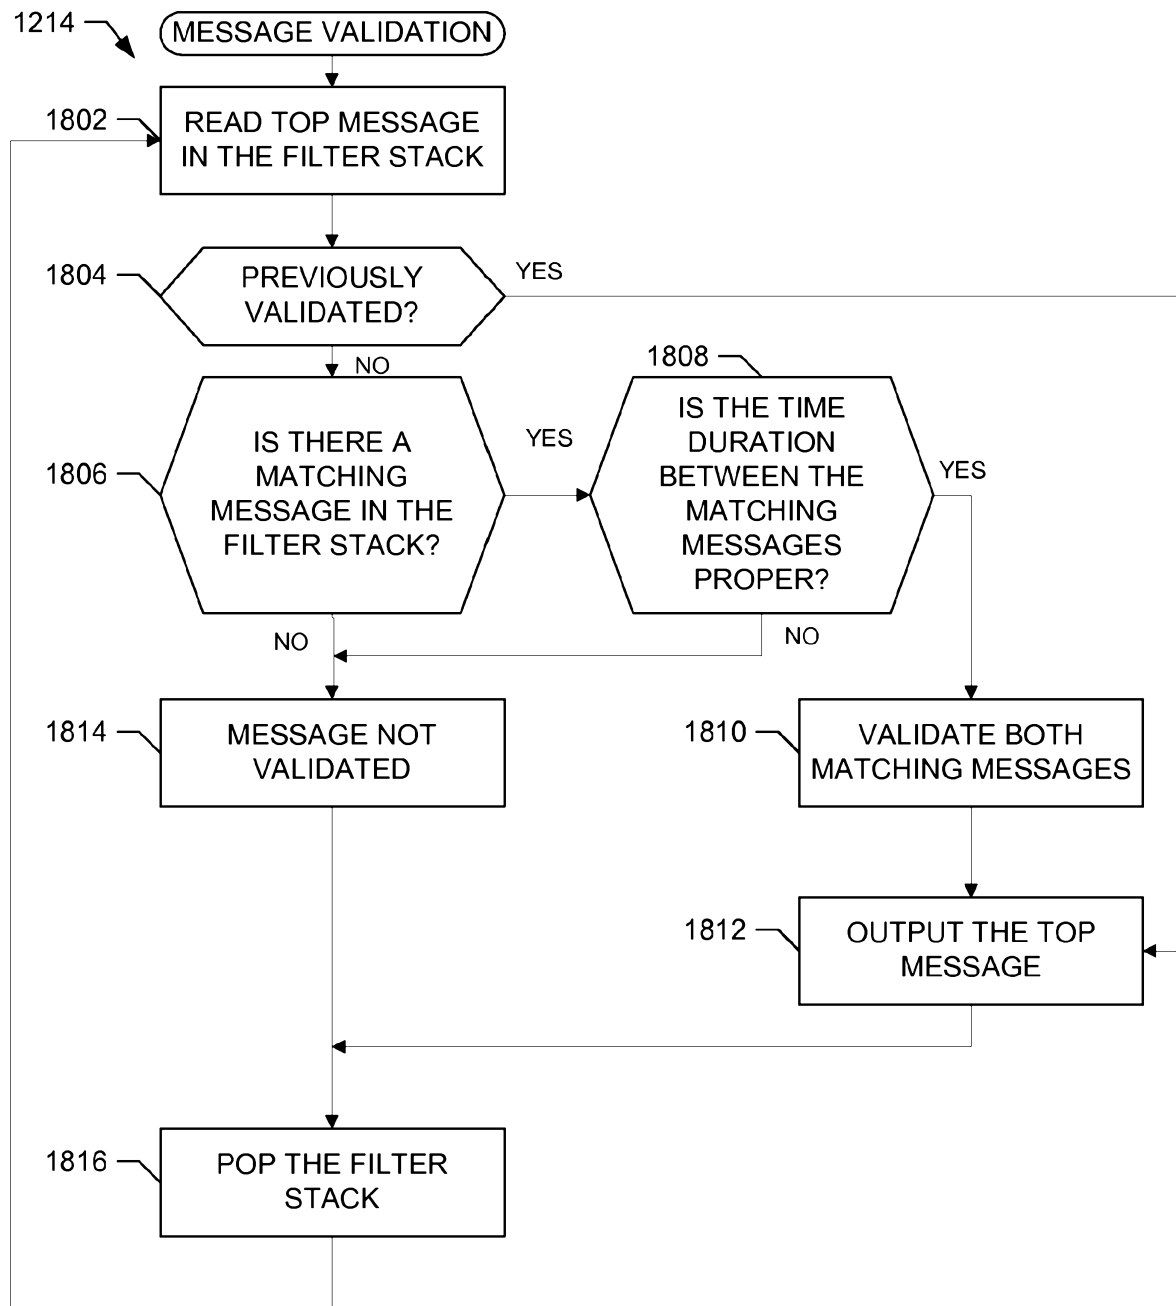 1214
MESSAGE VALIDATION
1802
READ TOP MESSAGE
IN THE FILTER STACK
1804
PREVIOUSLY
VALIDATED?
YES
NO
1806
IS THERE A
MATCHING
MESSAGE IN THE
FILTER STACK?
YES
1808
IS THE TIME
DURATION
BETWEEN THE
MATCHING
MESSAGES
PROPER?
YES
NO
NO
1814
MESSAGE NOT
VALIDATED
1810
VALIDATE BOTH
MATCHING MESSAGES
1812
OUTPUT THE TOP
MESSAGE
1816
POP THE FILTER
STACK